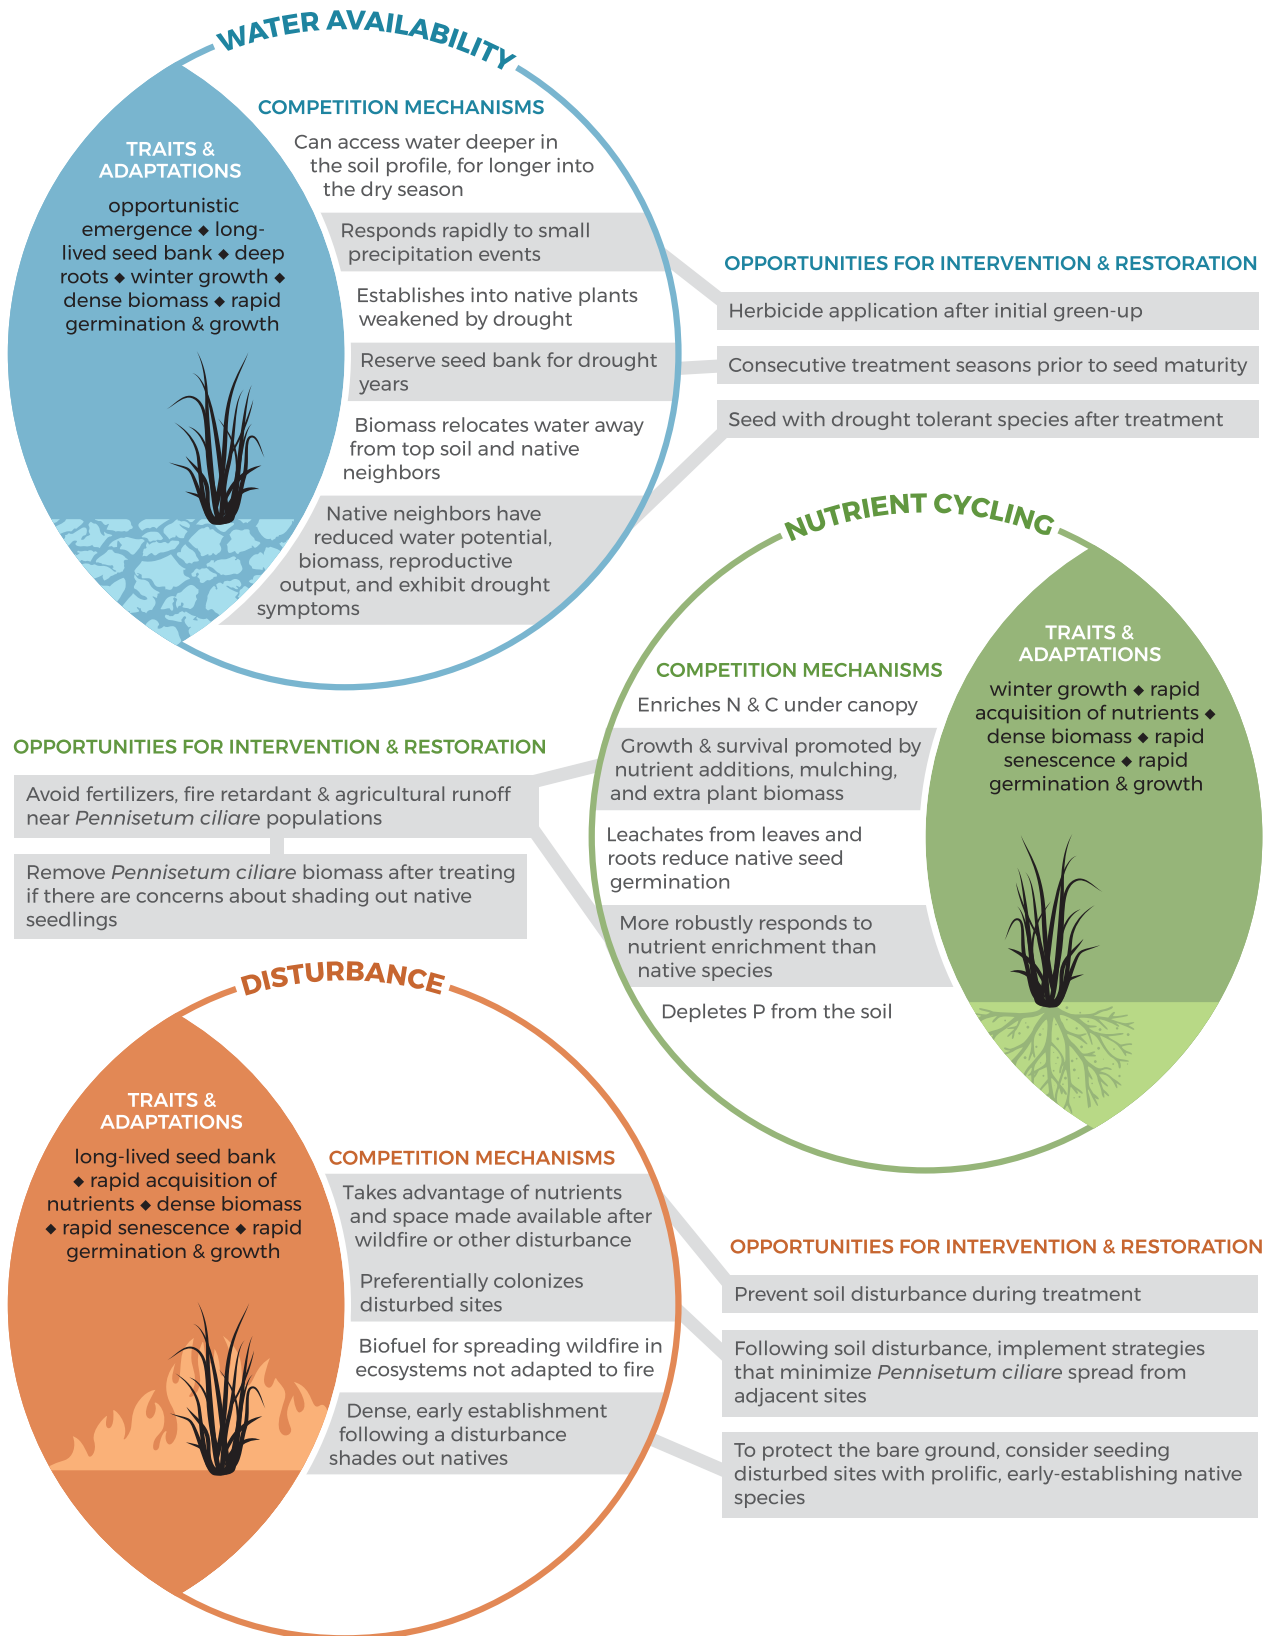 WATER AVAILABILITY
TRAITS &
ADAPTATIONS
opportunistic
emergence ◆ long-
lived seed bank ◆ deep
roots ◆ winter growth ◆
dense biomass ◆ rapid
germination & growth
COMPETITION MECHANISMS
Can access water deeper in
the soil profile, for longer into
the dry season
Responds rapidly to small
precipitation events
Establishes into native plants
weakened by drought
Reserve seed bank for drought
years
Biomass relocates water away
from top soil and native
neighbors
Native neighbors have
reduced water potential,
biomass, reproductive
output, and exhibit drought
symptoms
OPPORTUNITIES FOR INTERVENTION & RESTORATION
Herbicide application after initial green-up
Consecutive treatment seasons prior to seed maturity
Seed with drought tolerant species after treatment
NUTRIENT CYCLING
TRAITS &
ADAPTATIONS
winter growth ◆ rapid
acquisition of nutrients ◆
dense biomass ◆ rapid
senescence ◆ rapid
germination & growth
COMPETITION MECHANISMS
Enriches N & C under canopy
Growth & survival promoted by
nutrient additions, mulching,
and extra plant biomass
Leachates from leaves and
roots reduce native seed
germination
More robustly responds to
nutrient enrichment than
native species
Depletes P from the soil
OPPORTUNITIES FOR INTERVENTION & RESTORATION
Avoid fertilizers, fire retardant & agricultural runoff
near Pennisetum ciliare populations
Remove Pennisetum ciliare biomass after treating
if there are concerns about shading out native
seedlings
DISTURBANCE
TRAITS &
ADAPTATIONS
long-lived seed bank
◆ rapid acquisition of
nutrients ◆ dense biomass
◆ rapid senescence ◆ rapid
germination & growth
COMPETITION MECHANISMS
Takes advantage of nutrients
and space made available after
wildfire or other disturbance
Preferentially colonizes
disturbed sites
Biofuel for spreading wildfire in
ecosystems not adapted to fire
Dense, early establishment
following a disturbance
shades out natives
OPPORTUNITIES FOR INTERVENTION & RESTORATION
Prevent soil disturbance during treatment
Following soil disturbance, implement strategies
that minimize Pennisetum ciliare spread from
adjacent sites
To protect the bare ground, consider seeding
disturbed sites with prolific, early-establishing native
species